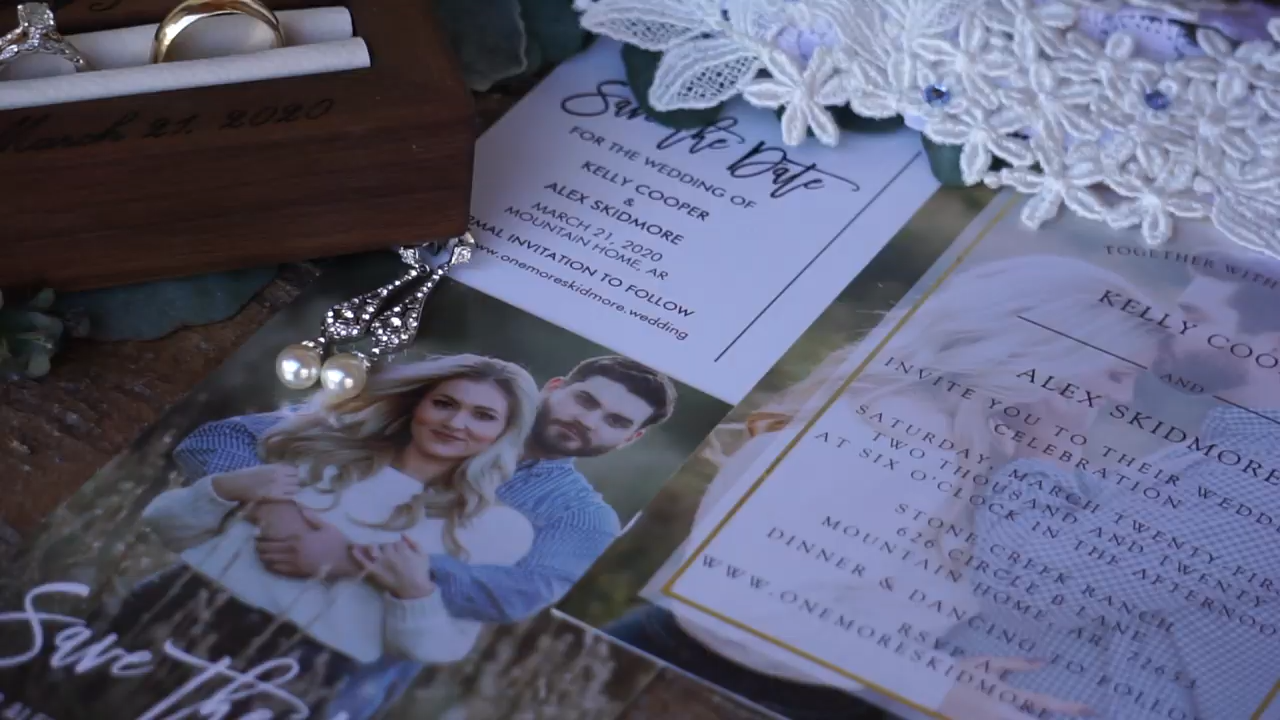 March 21, 2020
Save the Date
FOR THE WEDDING OF
KELLY COOPER
&
ALEX SKIDMORE
MARCH 21, 2020
MOUNTAIN HOME, AR
RMAL INVITATION TO FOLLOW
www.onemoreskidmore.wedding
Save The
TOGETHER WITH
KELLY COO
AND
ALEX SKIDMORE
INVITE YOU TO THEIR WEDD
CELEBRATION
SATURDAY, MARCH TWENTY FIR
TWO THOUSAND AND TWENTY
AT SIX O'CLOCK IN THE AFTERNOO
STONE CREEK RANCH
626 CIRCLE B LANE
MOUNTAIN HOME, AR
DINNER & DANCING TO FOLLO
RSVP AT
WWW.ONEMORESKIDMORE